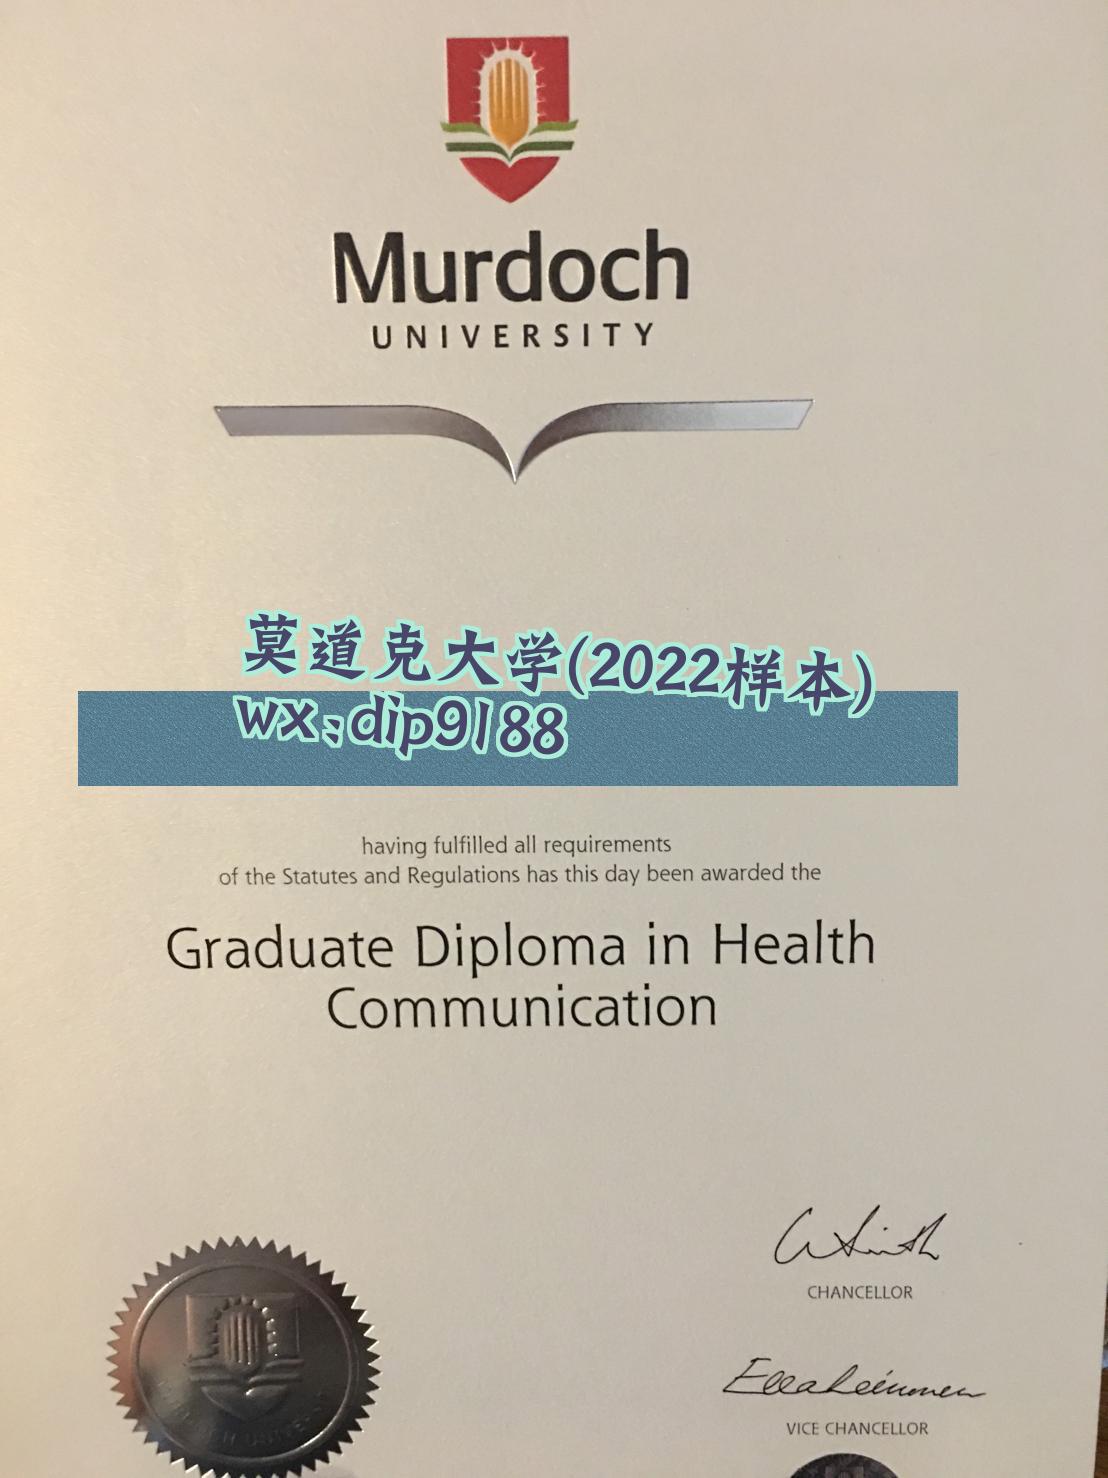 Murdoch
UNIVERSITY
莫道克大学(2022样本)
wx:dip9188
having fulfilled all requirements
of the Statutes and Regulations has this day been awarded the
Graduate Diploma in Health
Communication
CHANCELLOR
VICE CHANCELLOR